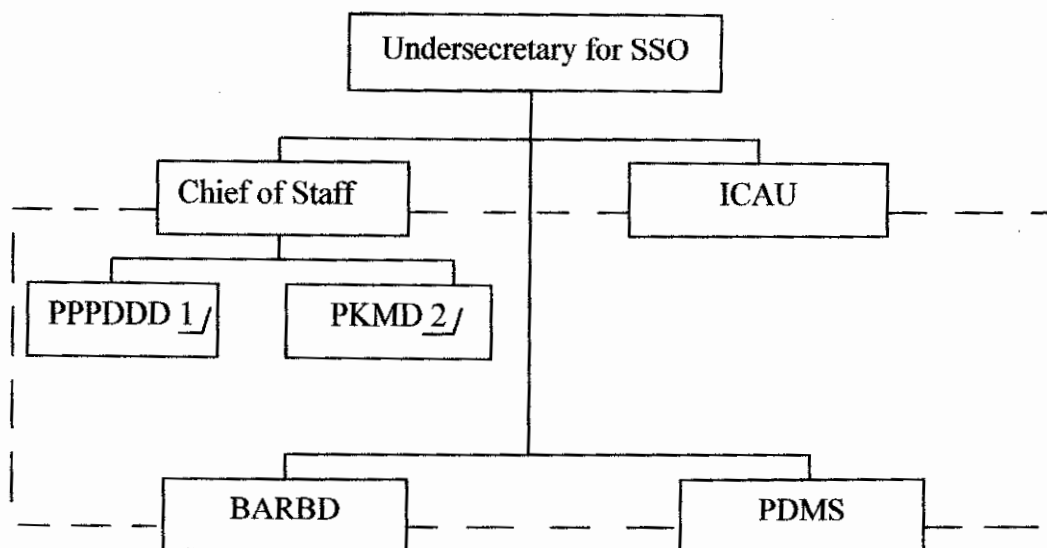 Undersecretary for SSO
Chief of Staff
ICAU
PPPDDD 1/
PKMD 2/
BARBD
PDMS